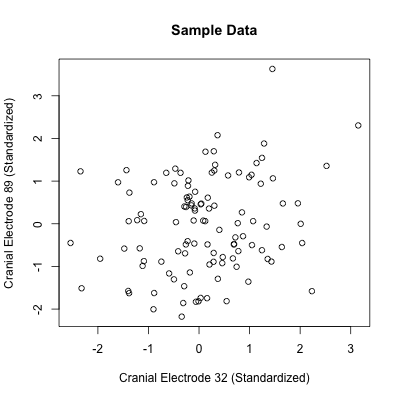 Sample Data
Cranial Electrode 89 (Standardized)
3
2
1
0
-1
-2
-2 -1 0 1 2 3
Cranial Electrode 32 (Standardized)